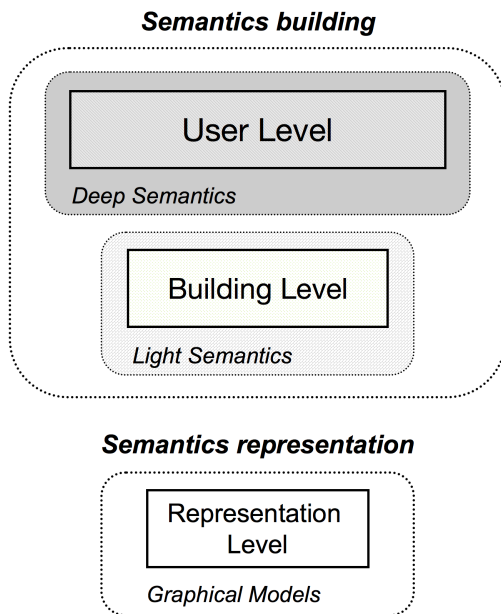 Semantics building
User Level
Deep Semantics
Building Level
Light Semantics
Semantics representation
Representation
Level
Graphical Models